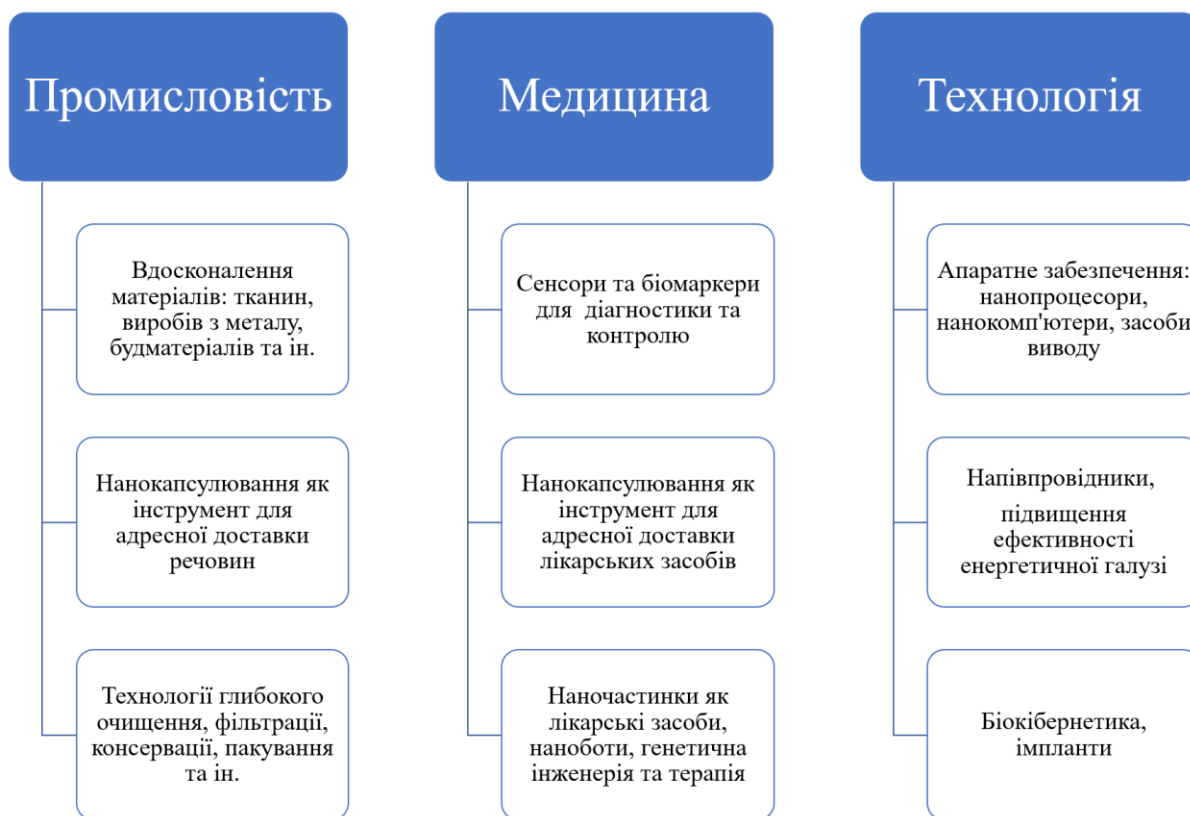 Промисловість
Вдосконалення
матеріалів: тканин,
виробів з металу,
будматеріалів та ін.
Нанокапсулювання як
інструмент для
адресної доставки
речовин
Технології глибокого
очищення, фільтрації,
консервації, пакування
та ін.
Медицина
Сенсори та біомаркери
для діагностики та
контролю
Нанокапсулювання як
інструмент для
адресної доставки
лікарських засобів
Наночастинки як
лікарські засоби,
наноботи, генетична
інженерія та терапія
Технологія
Апаратне забезпечення:
нанопроцесори,
нанокомп'ютери, засоби
виводу
Напівпровідники,
підвищення
ефективності
енергетичної галузі
Біокібернетика,
імпланти